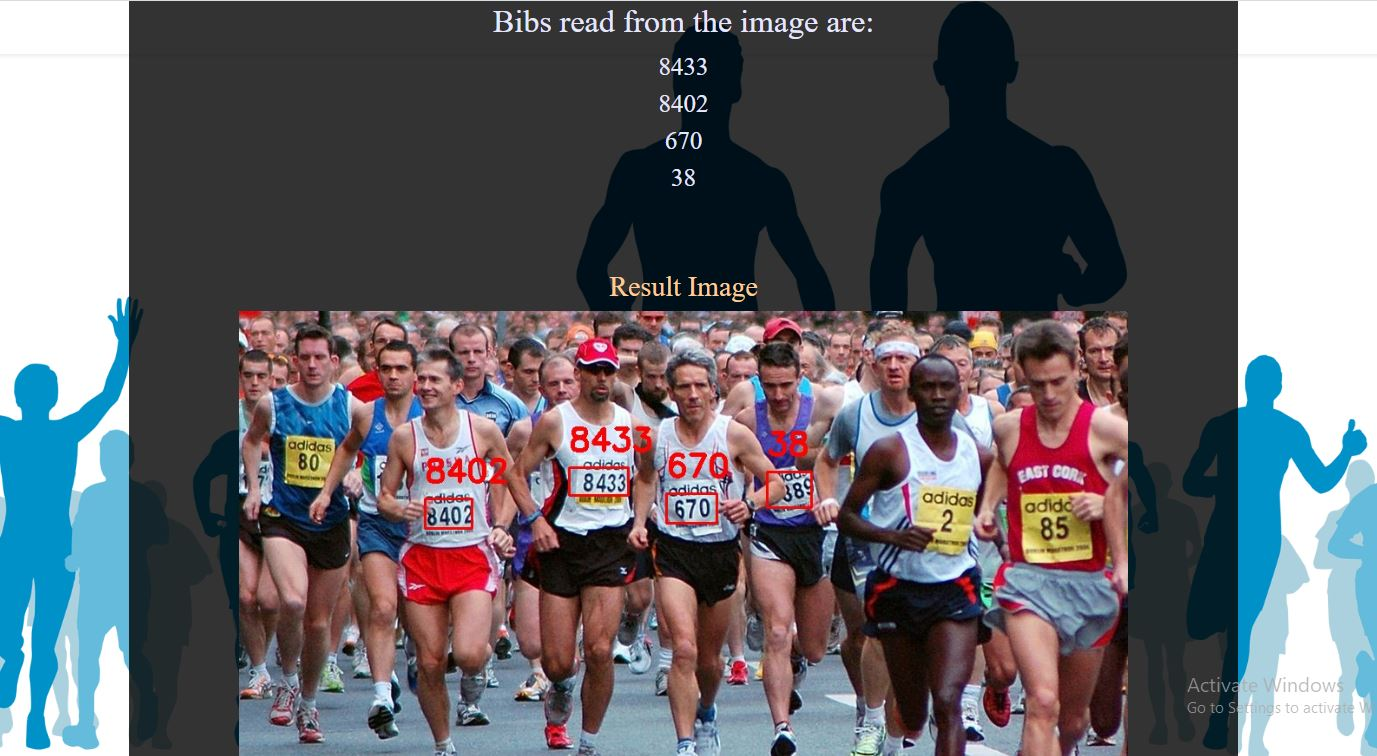 Bibs read from the image are:
8433
8402
670
38
Result Image
8433
38
8402
670
adidas
80
adidas
8402
adidas
8433
adidas
670
389
adidas
2
EAST CORK
adidas
85
BERLIN MARATHON
Activate Windows
Go to Settings to activate W